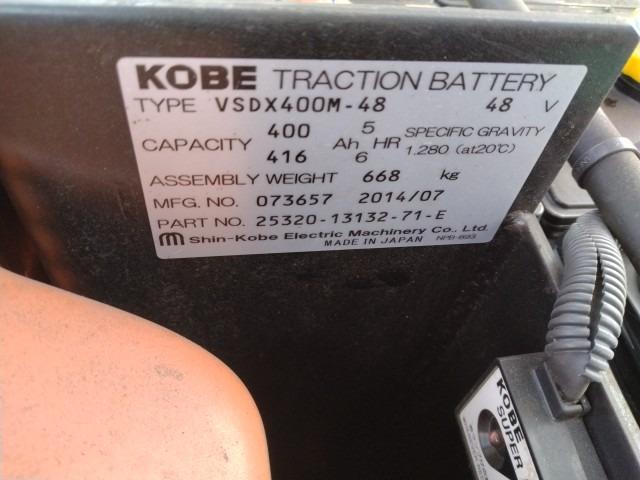 KOBE TRACTION BATTERY
TYPE VSDX400M-48 48 V
CAPACITY 400 Ah 5 HR SPECIFIC GRAVITY
416 6 1.280 (at20℃)
ASSEMBLY WEIGHT 668 kg
MFG. NO. 073657 2014/07
PART NO. 25320-13132-71-E
Shin-Kobe Electric Machinery Co., Ltd.
MADE IN JAPAN
KOBE
SUPER